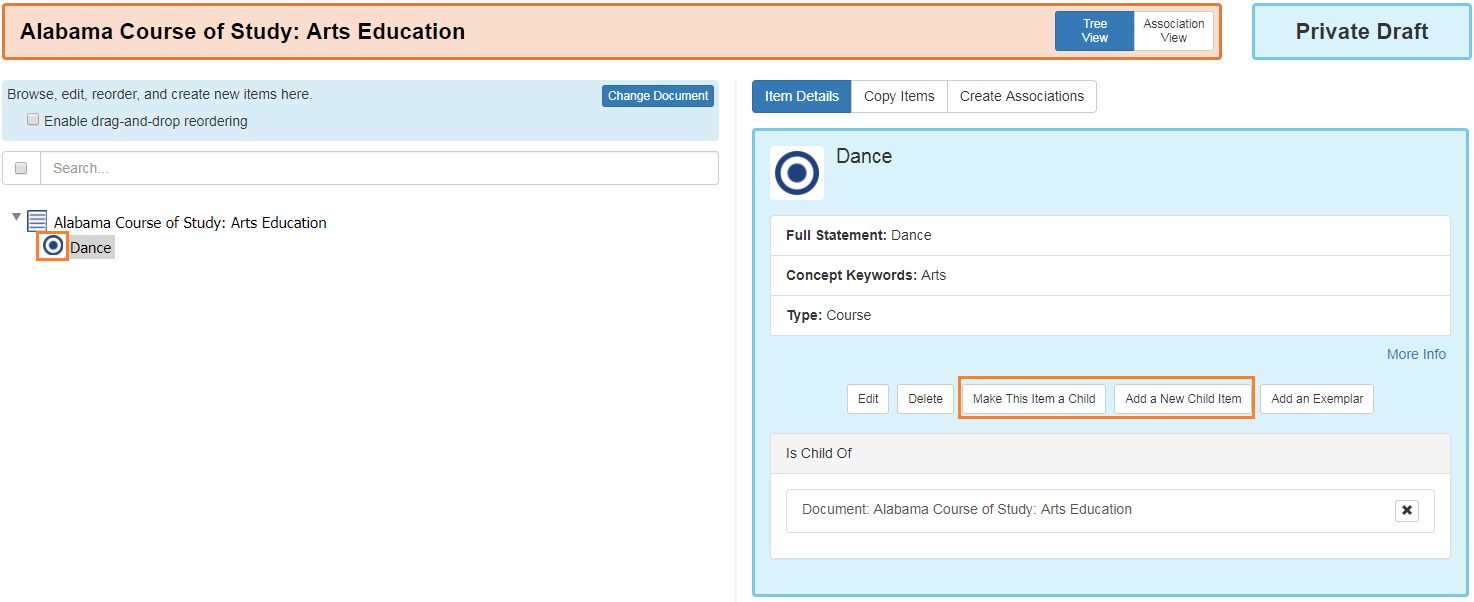 Alabama Course of Study: Arts Education
Tree
View
Association
View
Private Draft
Browse, edit, reorder, and create new items here.
Change Document
Enable drag-and-drop reordering
Search...
Alabama Course of Study: Arts Education
Dance
Item Details
Copy Items
Create Associations
Dance
Full Statement: Dance
Concept Keywords: Arts
Type: Course
More Info
Edit
Delete
Make This Item a Child
Add a New Child Item
Add an Exemplar
Is Child Of
Document: Alabama Course of Study: Arts Education